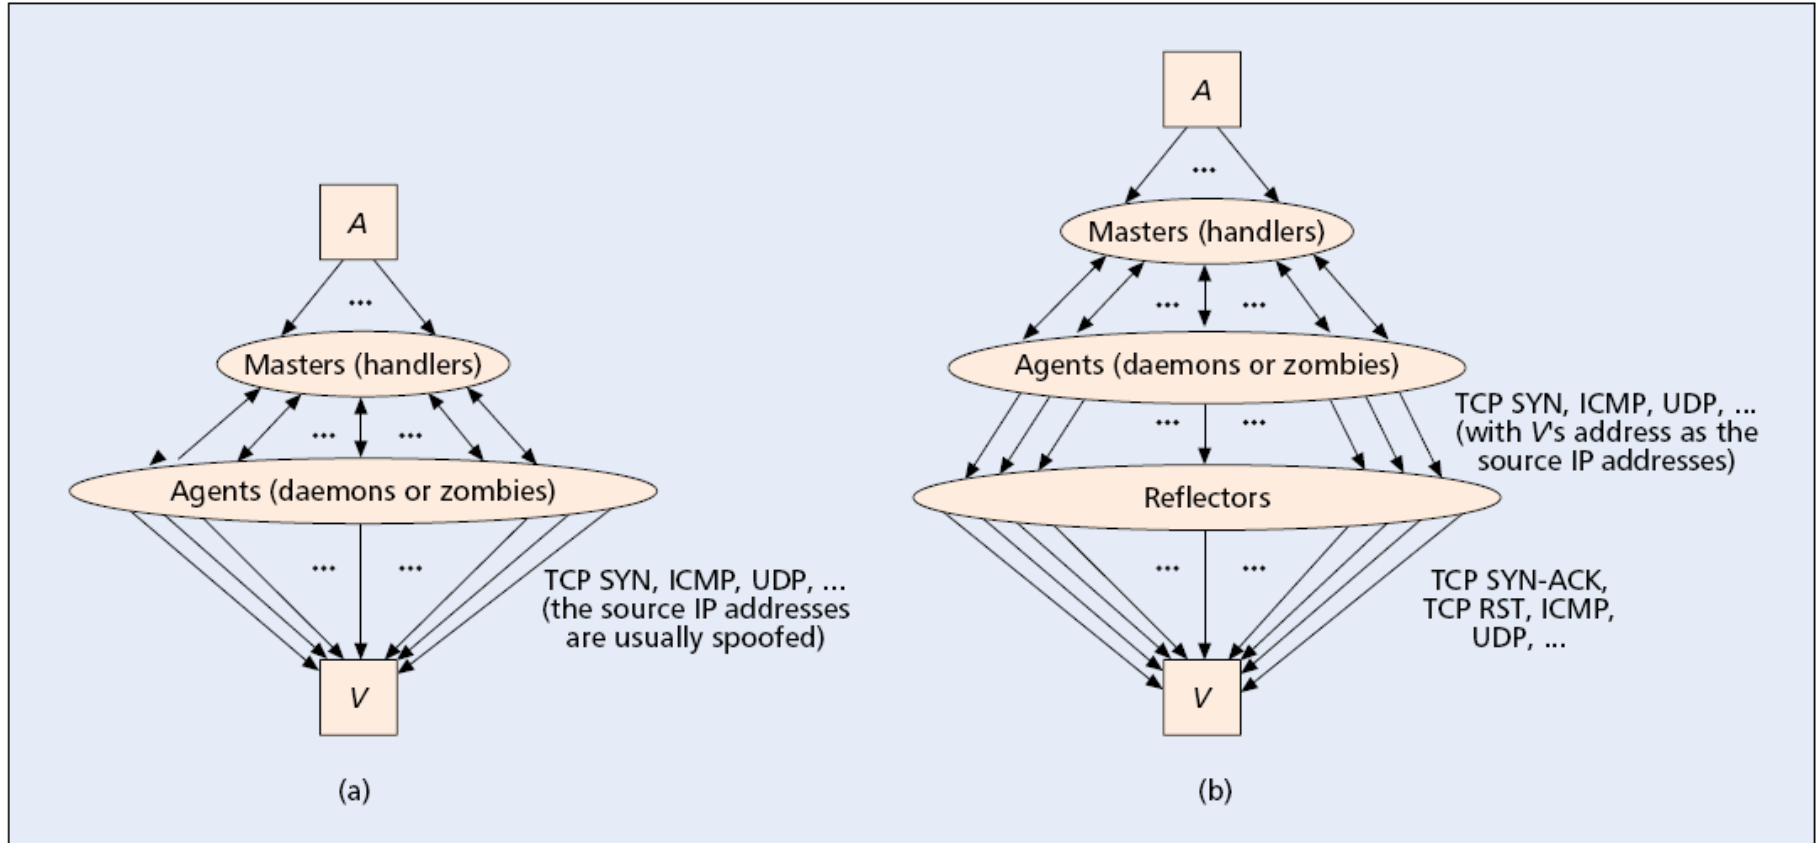 A
...
Masters (handlers)
... ...
Agents (daemons or zombies)
... ...
TCP SYN, ICMP, UDP, ...
(the source IP addresses
are usually spoofed)
V
(a)
A
...
Masters (handlers)
... ...
Agents (daemons or zombies)
... ...
TCP SYN, ICMP, UDP, ...
(with V's address as the
source IP addresses)
Reflectors
... ...
TCP SYN-ACK,
TCP RST, ICMP,
UDP, ...
V
(b)